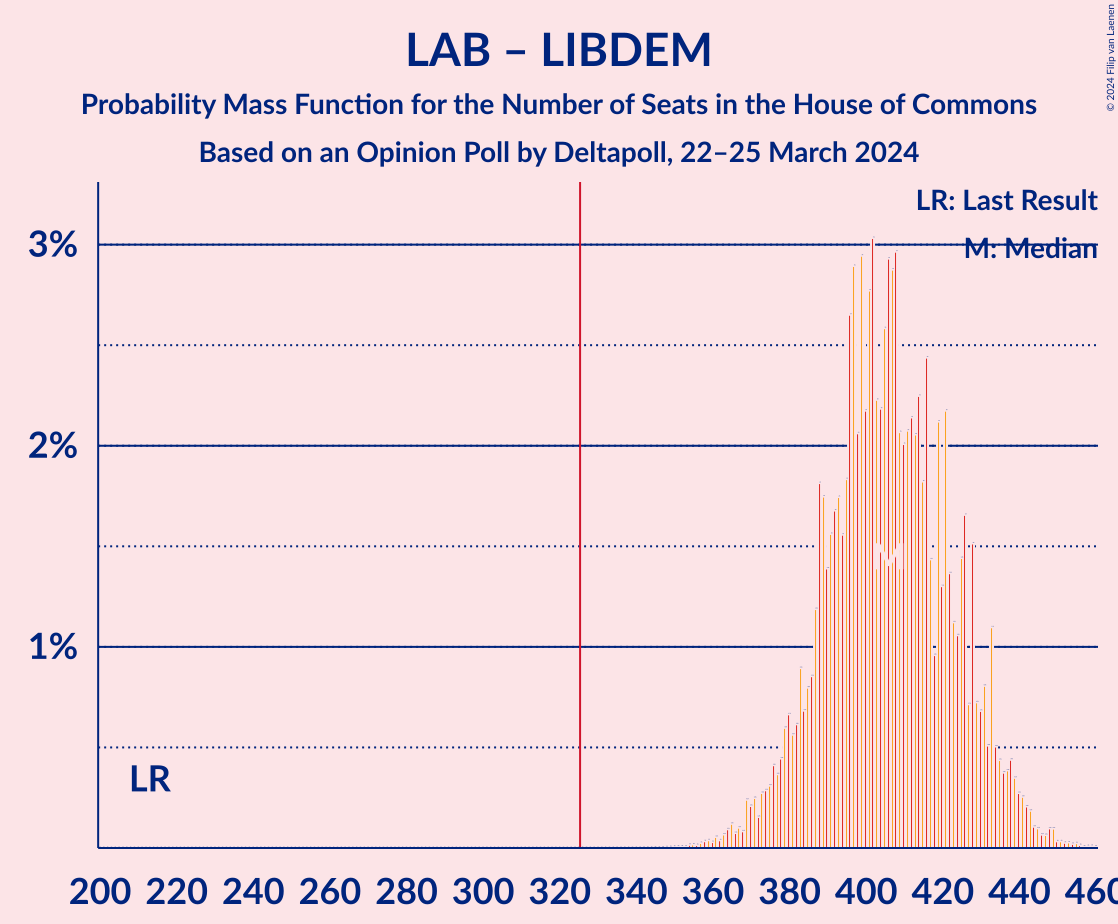 LAB – LIBDEM
Probability Mass Function for the Number of Seats in the House of Commons
Based on an Opinion Poll by Deltapoll, 22–25 March 2024
© 2024 Filip van Laenen
LR: Last Result
M: Median
3%
2%
1%
LR
M
200 220 240 260 280 300 320 340 360 380 400 420 440 460